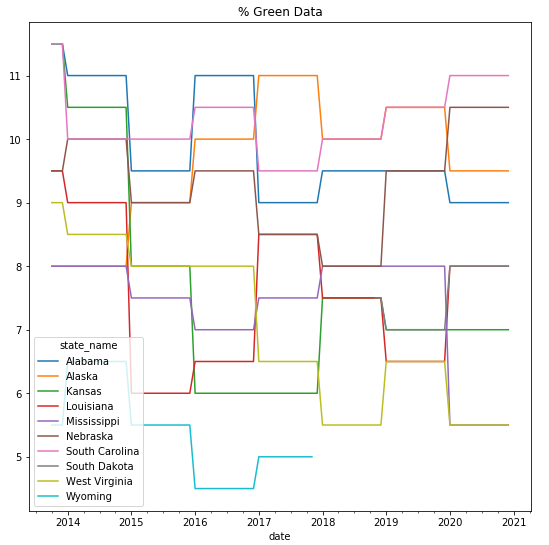 % Green Data
11
10
9
8
7
6
5
state_name
Alabama
Alaska
Kansas
Louisiana
Mississippi
Nebraska
South Carolina
South Dakota
West Virginia
Wyoming
2014 2015 2016 2017 2018 2019 2020 2021
date